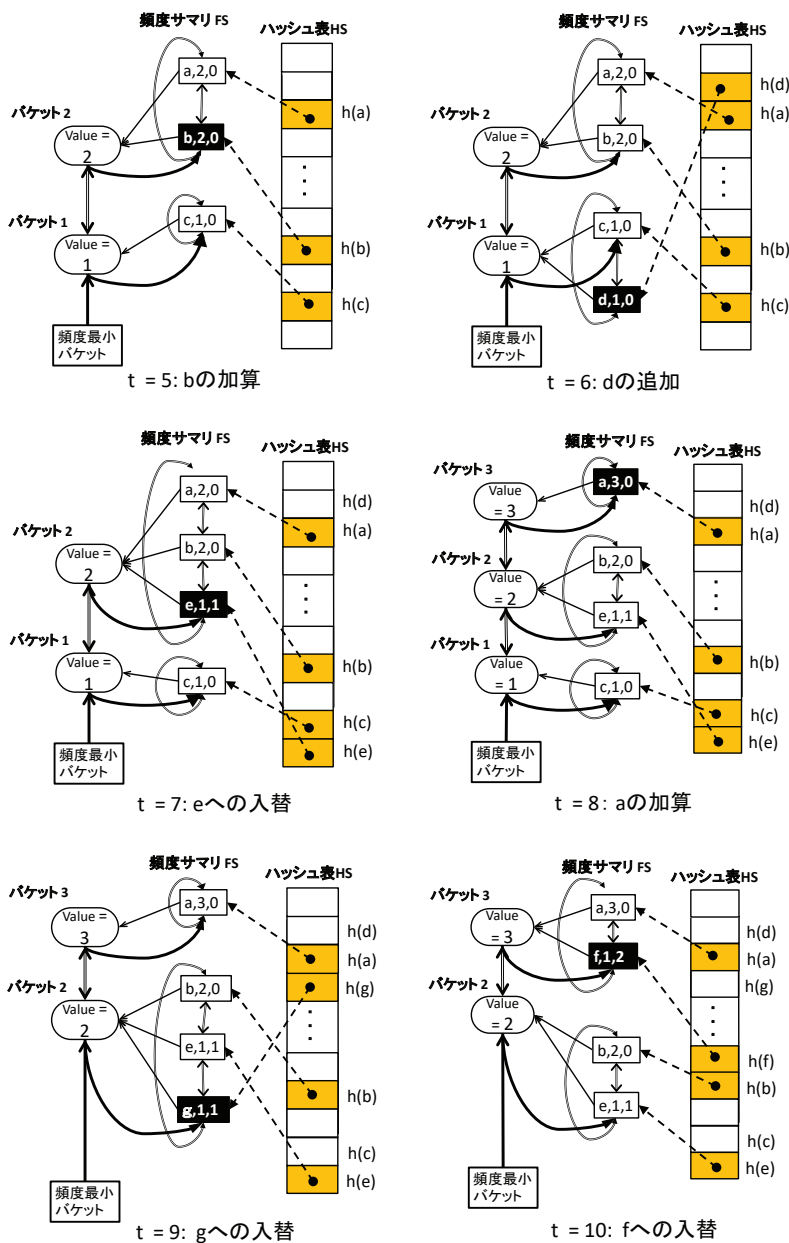 頻度サマリ FS
ハッシュ表HS
バケット 2
Value =
2
a,2,0
b,2,0
h(a)
バケット 1
Value =
1
c,1,0
h(b)
h(c)
頻度最小
バケット
t = 5: bの加算
頻度サマリ FS
ハッシュ表HS
バケット 2
Value =
2
a,2,0
b,2,0
h(d)
h(a)
バケット 1
Value =
1
c,1,0
d,1,0
h(b)
h(c)
頻度最小
バケット
t = 6: dの追加
頻度サマリ FS
ハッシュ表HS
バケット 2
Value =
2
a,2,0
b,2,0
e,1,1
h(d)
h(a)
バケット 1
Value =
1
c,1,0
h(b)
h(c)
h(e)
頻度最小
バケット
t = 7: eへの入替
頻度サマリ FS
ハッシュ表HS
バケット 3
Value
= 3
a,3,0
h(d)
h(a)
バケット 2
Value
= 2
b,2,0
e,1,1
バケット 1
Value
= 1
c,1,0
h(b)
h(c)
h(e)
頻度最小
バケット
t = 8: aの加算
頻度サマリ FS
ハッシュ表HS
バケット 3
Value =
3
a,3,0
h(d)
h(a)
h(g)
バケット 2
Value =
2
b,2,0
e,1,1
g,1,1
h(b)
h(c)
h(e)
頻度最小
バケット
t = 9: gへの入替
頻度サマリ FS
ハッシュ表HS
バケット 3
Value
= 3
a,3,0
f,1,2
h(d)
h(a)
h(g)
バケット 2
Value
= 2
b,2,0
e,1,1
h(f)
h(b)
h(c)
h(e)
頻度最小
バケット
t = 10: fへの入替